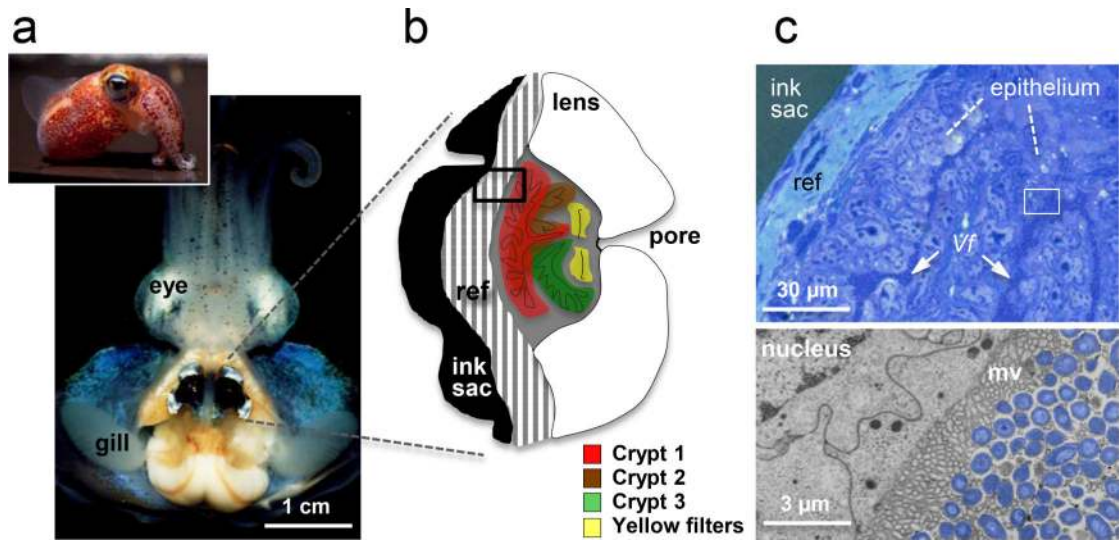 a
eye
gill
1 cm
b
lens
pore
ref
ink
sac
Crypt 1
Crypt 2
Crypt 3
Yellow filters
c
ink
sac
epithelium
ref
Vf
30 µm
nucleus
mv
3 µm